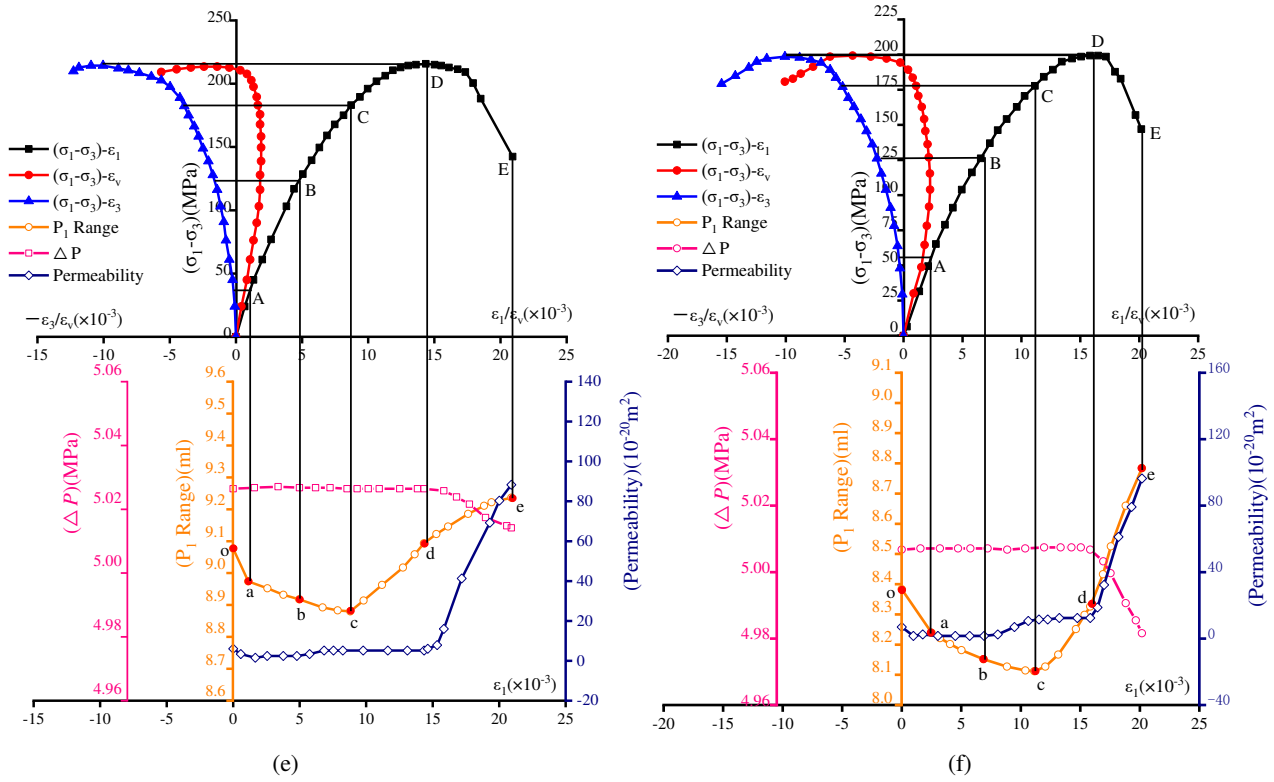 250
200
150
100
50
0
(σ1-σ3)(MPa)
A
B
C
D
E
(σ1-σ3)-ε1
(σ1-σ3)-εv
(σ1-σ3)-ε3
P1 Range
△ P
Permeability
−ε3/εv(×10-3)
ε1/εv(×10-3)
-15 -10 -5 0 5 10 15 20 25
5.06
5.04
5.02
5.00
4.98
4.96
(△ P)(MPa)
9.6
9.5
9.4
9.3
9.2
9.1
9.0
8.9
8.8
8.7
8.6
(P1 Range)(ml)
o
a
b
c
d
e
140
120
100
80
60
40
20
0
-20
(Permeability)(10-20m2)
ε1(×10-3)
0 5 10 15 20 25
(e)
225
200
175
150
125
100
75
50
25
0
(σ1-σ3)(MPa)
A
B
C
D
E
(σ1-σ3)-ε1
(σ1-σ3)-εv
(σ1-σ3)-ε3
P1 Range
△ P
Permeability
−ε3/εv(×10-3)
ε1/εv(×10-3)
-20 -15 -10 -5 0 5 10 15 20 25
5.06
5.04
5.02
5.00
4.98
4.96
(△ P)(MPa)
9.1
9.0
8.9
8.8
8.7
8.6
8.5
8.4
8.3
8.2
8.1
8.0
(P1 Range)(ml)
o
a
b
c
d
e
160
120
80
40
0
-40
(Permeability)(10-20m2)
ε1(×10-3)
-20 -15 -10 -5 0 5 10 15 20 25
(f)